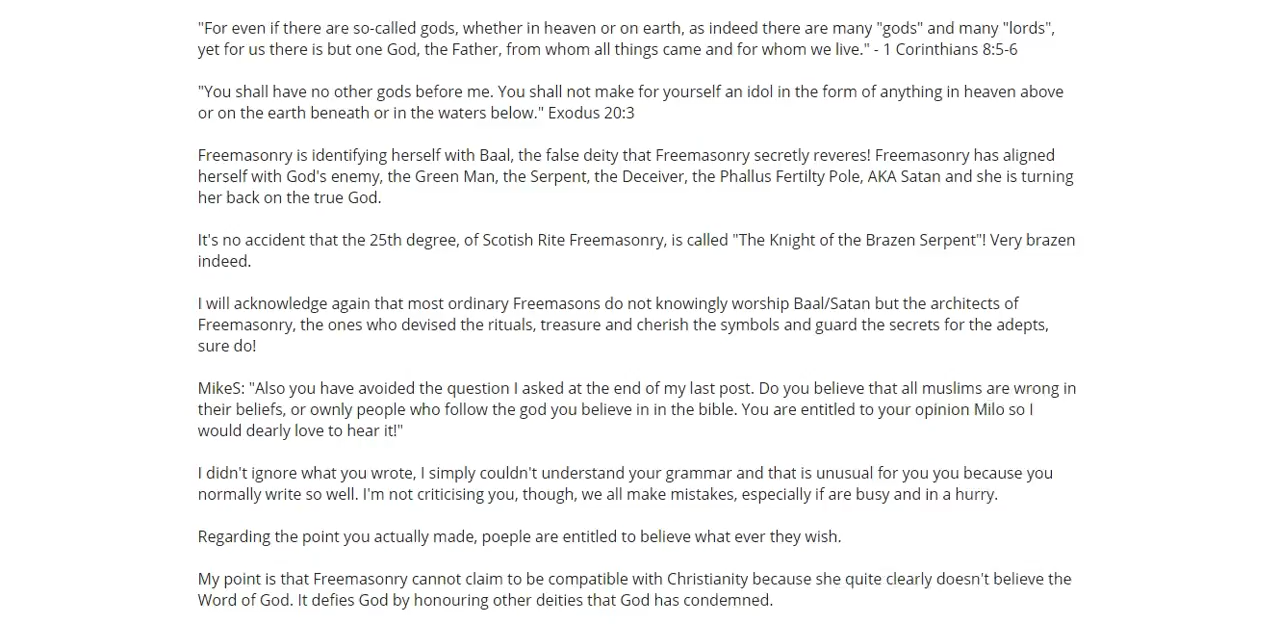 "For even if there are so-called gods, whether in heaven or on earth, as indeed there are many "gods" and many "lords",
yet for us there is but one God, the Father, from whom all things came and for whom we live." - 1 Corinthians 8:5-6
"You shall have no other gods before me. You shall not make for yourself an idol in the form of anything in heaven above
or on the earth beneath or in the waters below." Exodus 20:3
Freemasonry is identifying herself with Baal, the false deity that Freemasonry secretly reveres! Freemasonry has aligned
herself with God's enemy, the Green Man, the Serpent, the Deceiver, the Phallus Fertilty Pole, AKA Satan and she is turning
her back on the true God.
It's no accident that the 25th degree, of Scotish Rite Freemasonry, is called "The Knight of the Brazen Serpent"! Very brazen
indeed.
I will acknowledge again that most ordinary Freemasons do not knowingly worship Baal/Satan but the architects of
Freemasonry, the ones who devised the rituals, treasure and cherish the symbols and guard the secrets for the adepts,
sure do!
MikeS: "Also you have avoided the question I asked at the end of my last post. Do you believe that all muslims are wrong in
their beliefs, or ownly people who follow the god you believe in in the bible. You are entitled to your opinion Milo so I
would dearly love to hear it!"
I didn't ignore what you wrote, I simply couldn't understand your grammar and that is unusual for you you because you
normally write so well. I'm not criticising you, though, we all make mistakes, especially if are busy and in a hurry.
Regarding the point you actually made, poeple are entitled to believe what ever they wish.
My point is that Freemasonry cannot claim to be compatible with Christianity because she quite clearly doesn't believe the
Word of God. It defies God by honouring other deities that God has condemned.